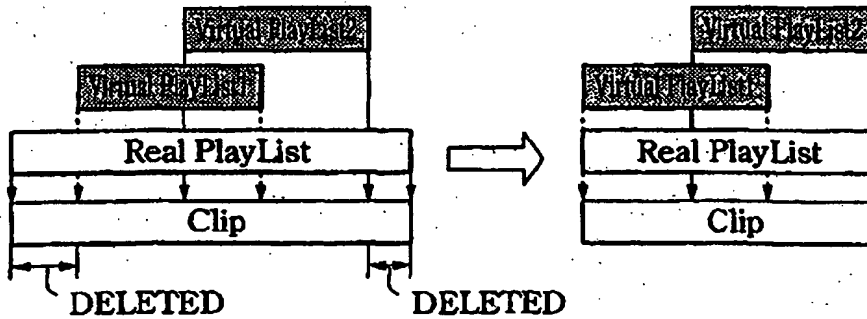 Virtual PlayList2
Virtual PlayList1
Real PlayList
Clip
DELETED
DELETED
Virtual PlayList2
Virtual PlayList1
Real PlayList
Clip